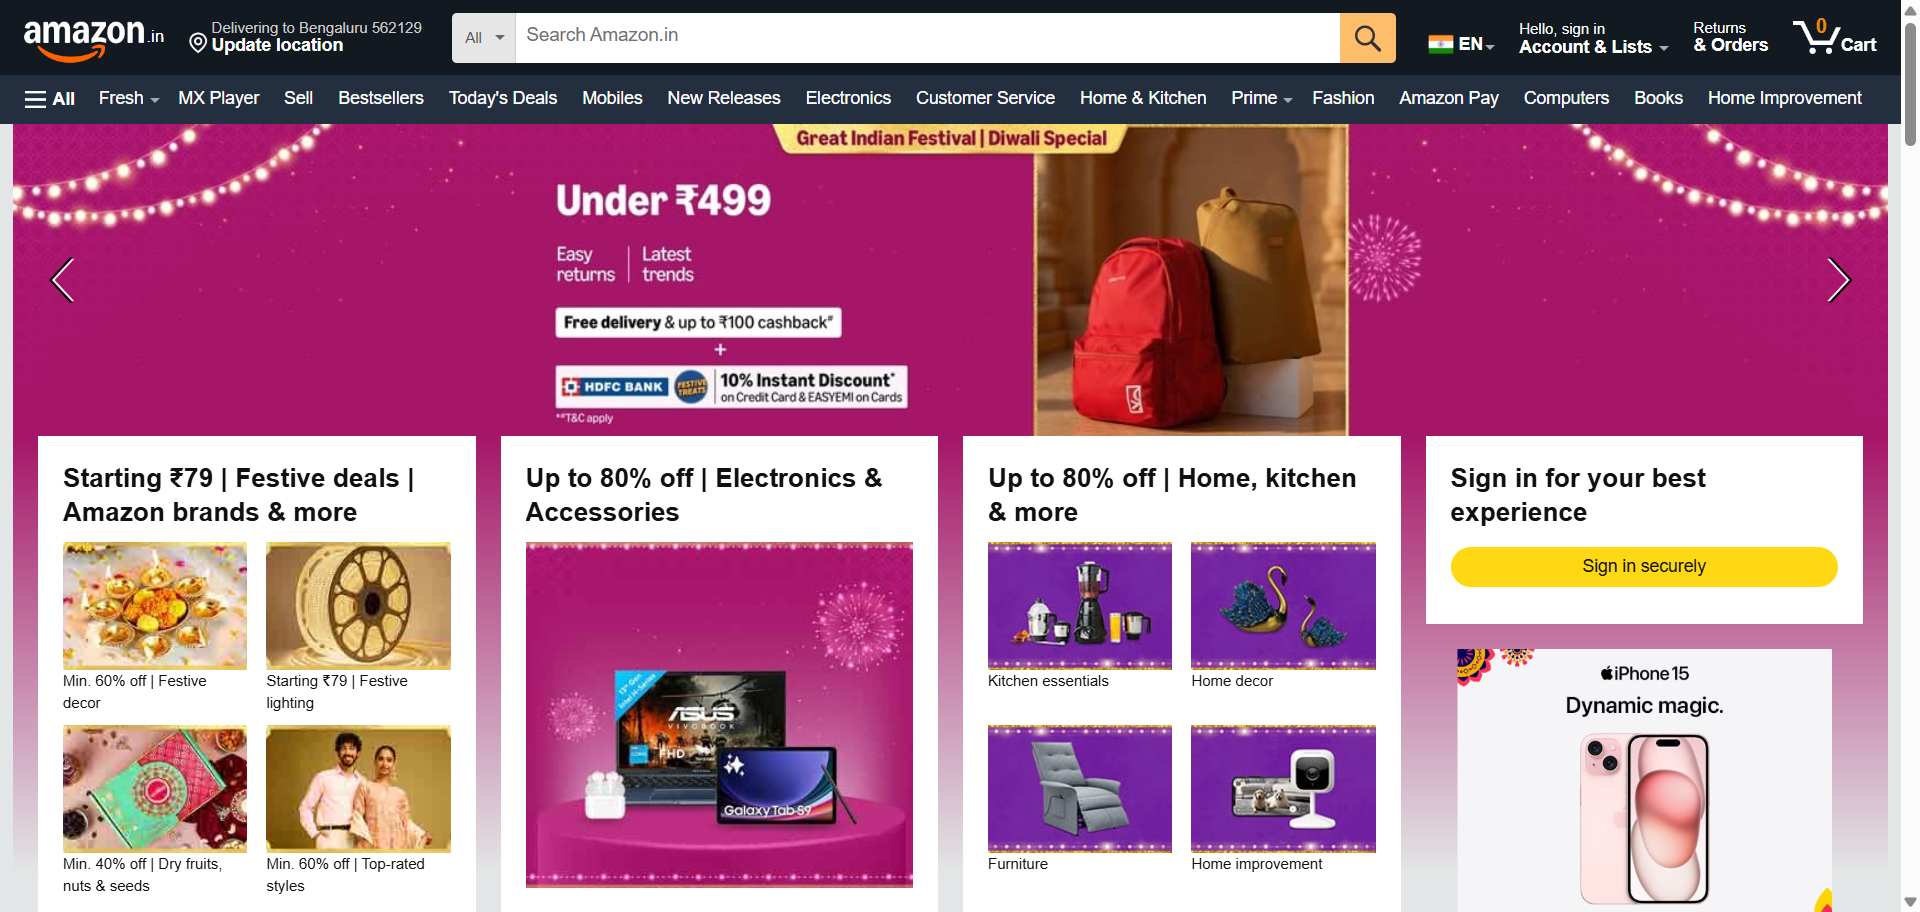 amazon.in
Delivering to Bengaluru 562129
Update location
All
Search Amazon.in
EN
Hello, sign in
Account & Lists
Returns
& Orders
0
Cart
All
Fresh
MX Player
Sell
Bestsellers
Today's Deals
Mobiles
New Releases
Electronics
Customer Service
Home & Kitchen
Prime
Fashion
Amazon Pay
Computers
Books
Home Improvement
Great Indian Festival | Diwali Special
Under ₹499
Easy returns | Latest trends
Free delivery & up to ₹100 cashback#
+
HDFC BANK
FESTIVE TREATS
10% Instant Discount*
on Credit Card & EASYEMI on Cards
*#T&C apply
Starting ₹79 | Festive deals |
Amazon brands & more
Min. 60% off | Festive
decor
Starting ₹79 | Festive
lighting
Min. 40% off | Dry fruits,
nuts & seeds
Min. 60% off | Top-rated
styles
Up to 80% off | Electronics &
Accessories
13th Gen
Intel H-Series
ASUS
VIVOBOOK
FHD
Galaxy Tab S9
Up to 80% off | Home, kitchen
& more
Kitchen essentials
Home decor
Furniture
Home improvement
Sign in for your best
experience
Sign in securely
iPhone 15
Dynamic magic.